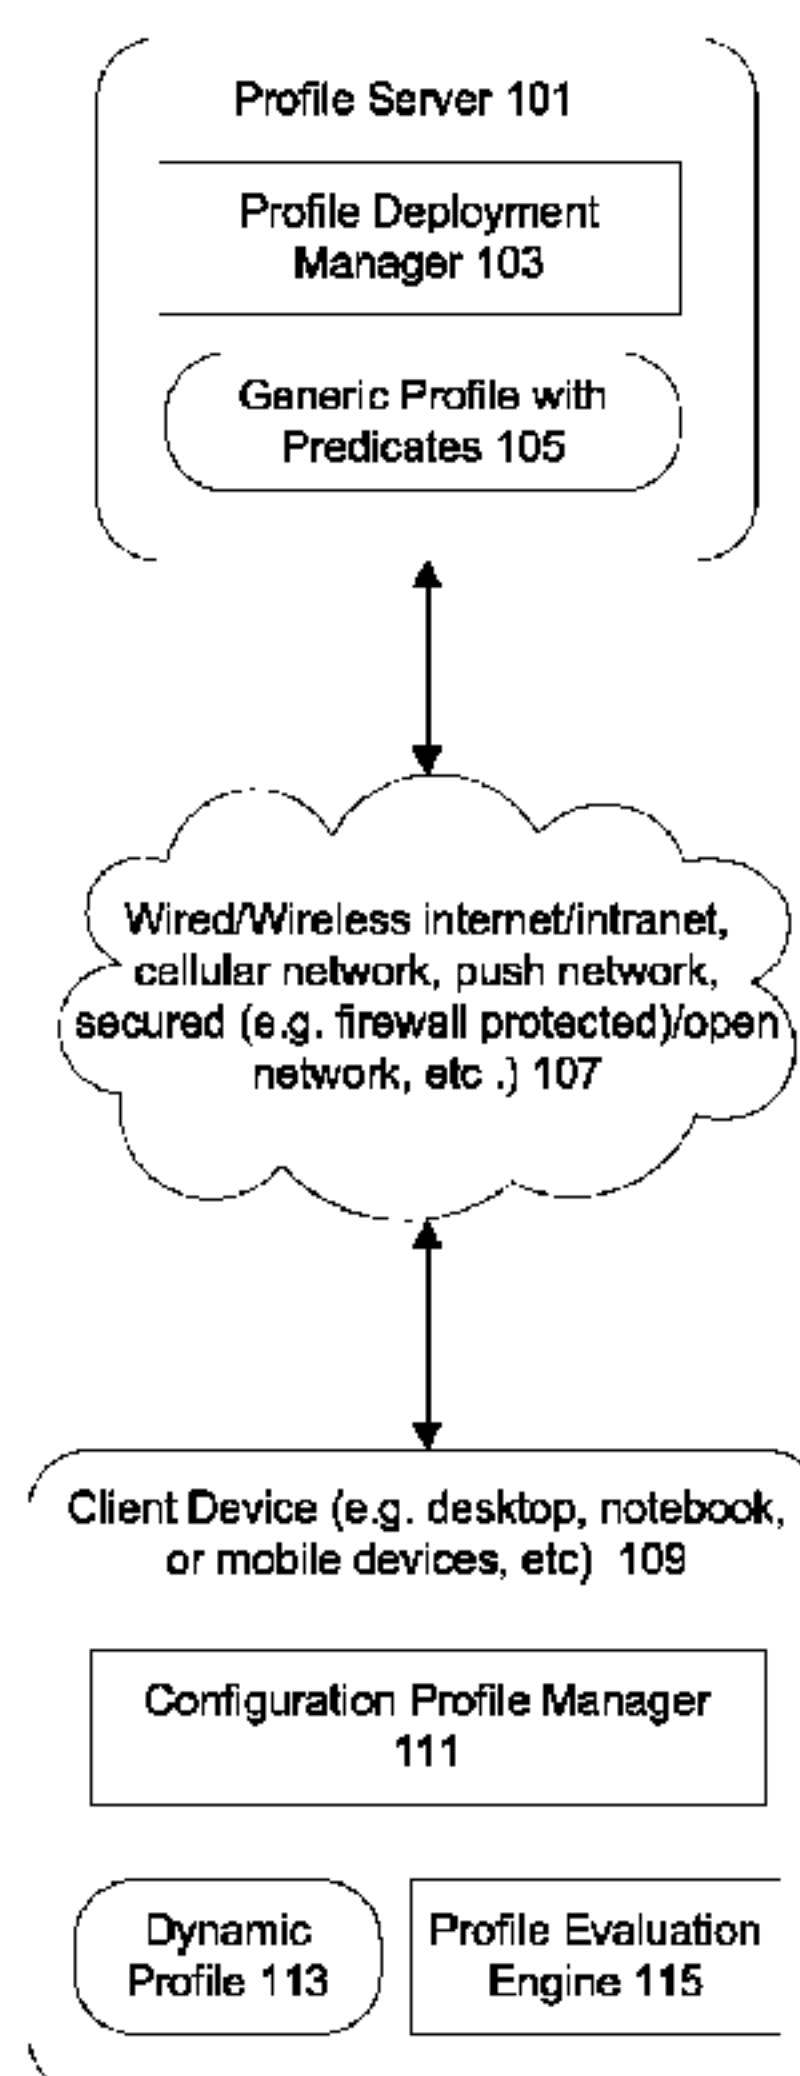 Profile Server 101
Profile Deployment
Manager 103
Generic Profile with
Predicates 105
Wired/Wireless internet/intranet,
cellular network, push network,
secured (e.g. firewall protected)/open
network, etc .) 107
Client Device (e.g. desktop, notebook,
or mobile devices, etc) 109
Configuration Profile Manager
111
Dynamic
Profile 113
Profile Evaluation
Engine 115